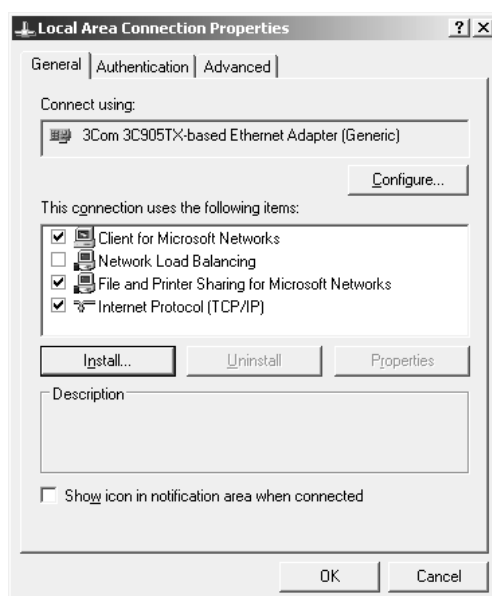 Local Area Connection Properties
General Authentication Advanced
Connect using:
3Com 3C905TX-based Ethernet Adapter (Generic)
Configure...
This connection uses the following items:
Client for Microsoft Networks
Network Load Balancing
File and Printer Sharing for Microsoft Networks
Internet Protocol (TCP/IP)
Install... Uninstall Properties
Description
Show icon in notification area when connected
OK Cancel